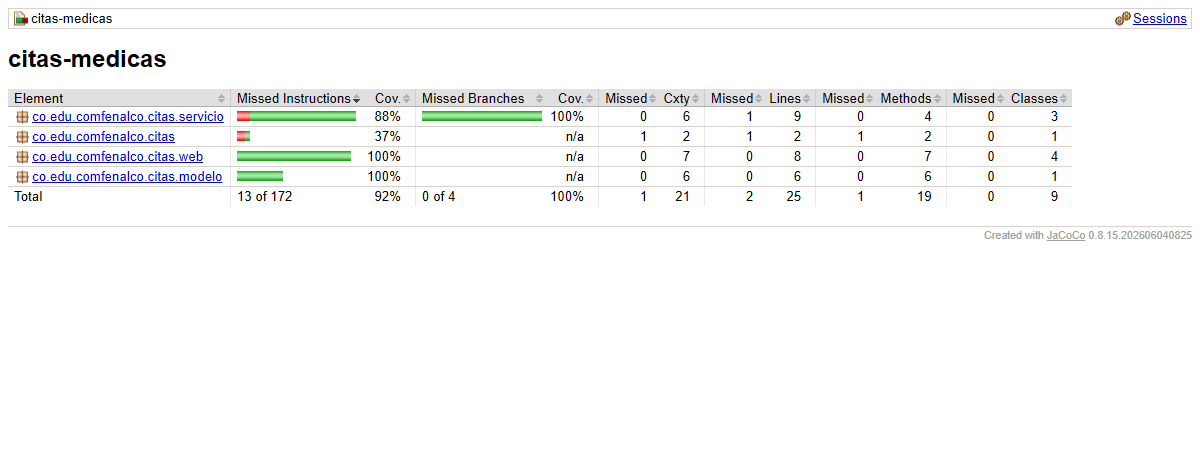 citas-medicas Sessions
citas-medicas
Element Missed Instructions Cov. Missed Branches Cov. Missed Cxty Missed Lines Missed Methods Missed Classes
co.edu.comfenalco.citas.servicio 88% 100% 0 6 1 9 0 4 0 3
co.edu.comfenalco.citas 37% n/a 1 2 1 2 1 2 0 1
co.edu.comfenalco.citas.web 100% n/a 0 7 0 8 0 7 0 4
co.edu.comfenalco.citas.modelo 100% n/a 0 6 0 6 0 6 0 1
Total 13 of 172 92% 0 of 4 100% 1 21 2 25 1 19 0 9
Created with JaCoCo 0.8.15.202606040825